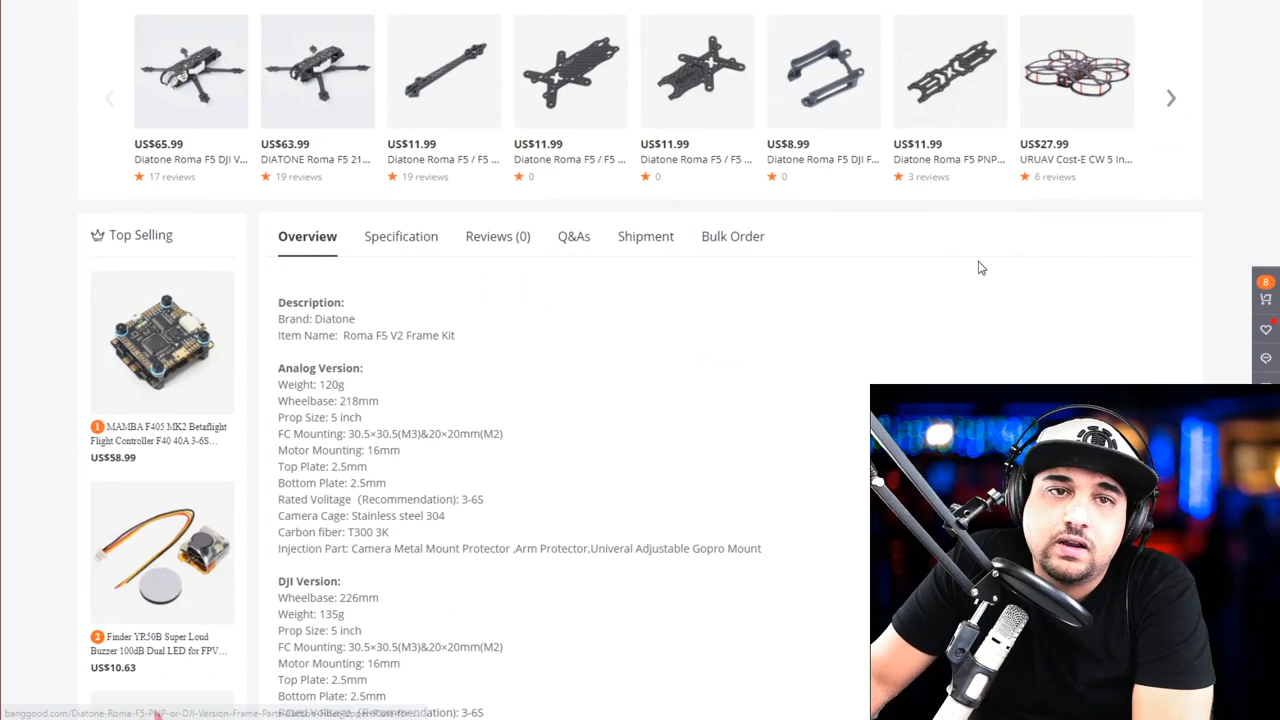 US$65.99
Diatone Roma F5 DJI V...
17 reviews
US$63.99
DIATONE Roma F5 21...
19 reviews
US$11.99
Diatone Roma F5 / F5 ...
19 reviews
US$11.99
Diatone Roma F5 / F5 ...
0
US$11.99
Diatone Roma F5 / F5 ...
0
US$8.99
Diatone Roma F5 DJI F...
0
US$11.99
Diatone Roma F5 PNP...
3 reviews
US$27.99
URUAV Cost-E CW 5 in...
6 reviews
Top Selling
1 MAMBA F405 MK2 Betaflight
Flight Controller F40 40A 3-6S...
US$58.99
2 Finder YR50B Super Loud
Buzzer 100dB Dual LED for FPV...
US$10.63
Overview Specification Reviews (0) Q&As Shipment Bulk Order
Description:
Brand: Diatone
Item Name: Roma F5 V2 Frame Kit
Analog Version:
Weight: 120g
Wheelbase: 218mm
Prop Size: 5 inch
FC Mounting: 30.5×30.5(M3)&20×20mm(M2)
Motor Mounting: 16mm
Top Plate: 2.5mm
Bottom Plate: 2.5mm
Rated Voltage（Recommendation): 3-6S
Camera Cage: Stainless steel 304
Carbon fiber: T300 3K
Injection Part: Camera Metal Mount Protector ,Arm Protector,Univeral Adjustable Gopro Mount
DJI Version:
Wheelbase: 226mm
Weight: 135g
Prop Size: 5 inch
FC Mounting: 30.5×30.5(M3)&20×20mm(M2)
Motor Mounting: 16mm
Top Plate: 2.5mm
Bottom Plate: 2.5mm
Rated Voltage（Recommendation): 3-6S
8